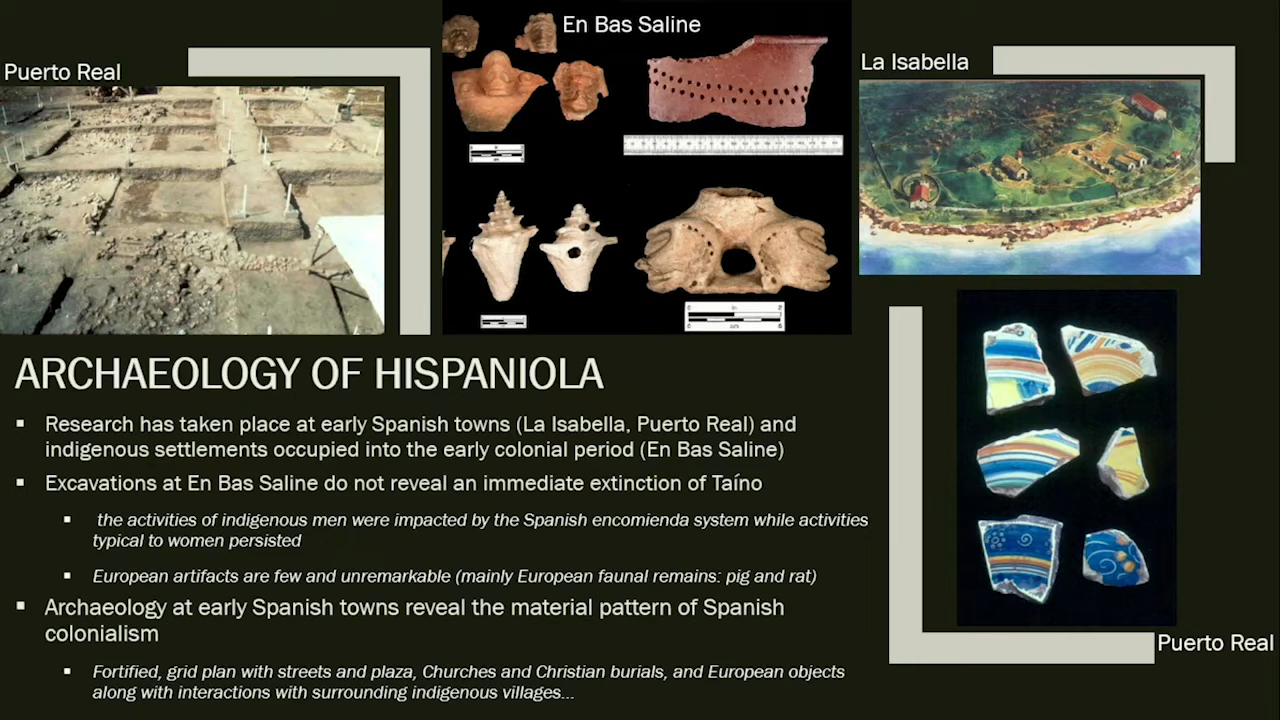 Puerto Real
En Bas Saline
La Isabella
ARCHAEOLOGY OF HISPANIOLA
▪ Research has taken place at early Spanish towns (La Isabella, Puerto Real) and
indigenous settlements occupied into the early colonial period (En Bas Saline)
▪ Excavations at En Bas Saline do not reveal an immediate extinction of Taíno
▪ the activities of indigenous men were impacted by the Spanish encomienda system while activities
typical to women persisted
▪ European artifacts are few and unremarkable (mainly European faunal remains: pig and rat)
▪ Archaeology at early Spanish towns reveal the material pattern of Spanish
colonialism
▪ Fortified, grid plan with streets and plaza, Churches and Christian burials, and European objects
along with interactions with surrounding indigenous villages...
Puerto Real